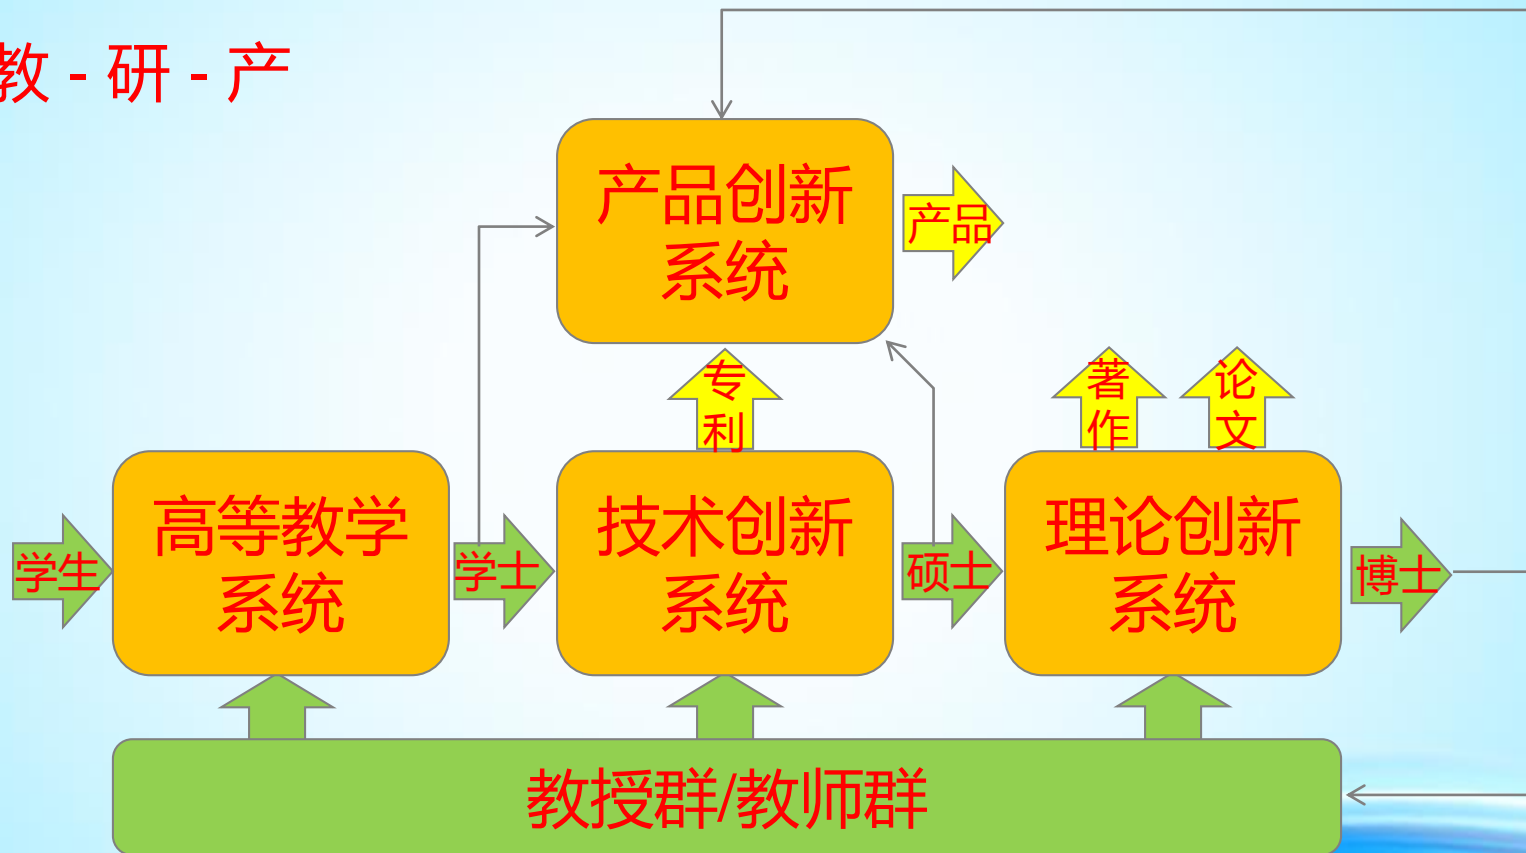 教 - 研 - 产
产品创新
系统
产品
专
利
著
作
论
文
学生
高等教学
系统
学士
技术创新
系统
硕士
理论创新
系统
博士
教授群/教师群